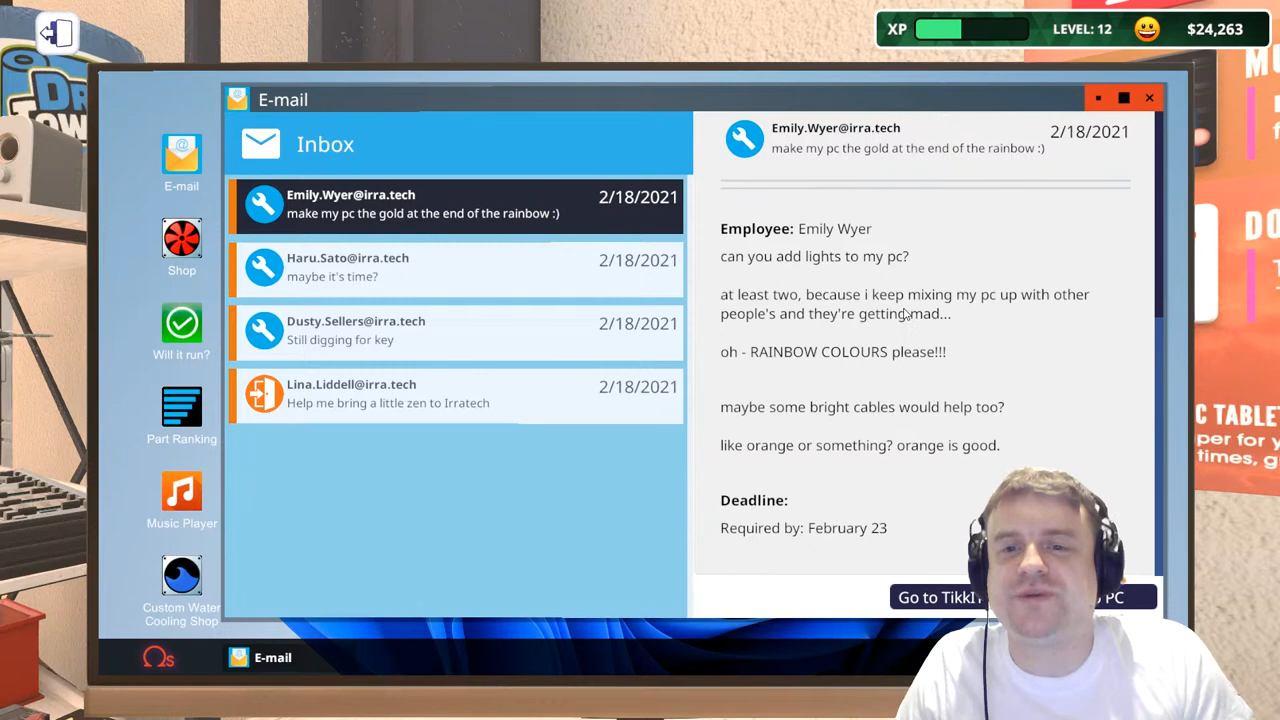 XP
LEVEL: 12
$24,263
E-mail
Inbox
Emily.Wyer@irra.tech
2/18/2021
make my pc the gold at the end of the rainbow :)
Haru.Sato@irra.tech
2/18/2021
maybe it's time?
Dusty.Sellers@irra.tech
2/18/2021
Still digging for key
Lina.Liddell@irra.tech
2/18/2021
Help me bring a little zen to Irratech
Emily.Wyer@irra.tech
2/18/2021
make my pc the gold at the end of the rainbow :)
Employee: Emily Wyer
can you add lights to my pc?
at least two, because i keep mixing my pc up with other
people's and they're getting mad...
oh - RAINBOW COLOURS please!!!
maybe some bright cables would help too?
like orange or something? orange is good.
Deadline:
Required by: February 23
Go to
PC
E-mail
Shop
Will it run?
Part Ranking
Music Player
Custom Water
Cooling Shop
E-mail
C TABLET